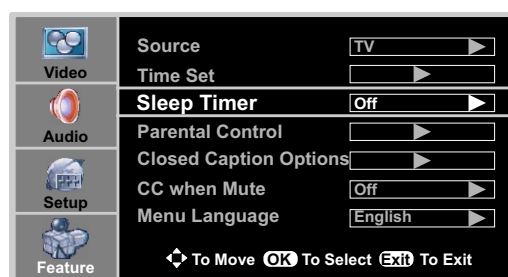 Video
Audio
Setup
Feature
Source TV
Time Set
Sleep Timer Off
Parental Control
Closed Caption Options
CC when Mute Off
Menu Language English
To Move OK To Select Exit To Exit